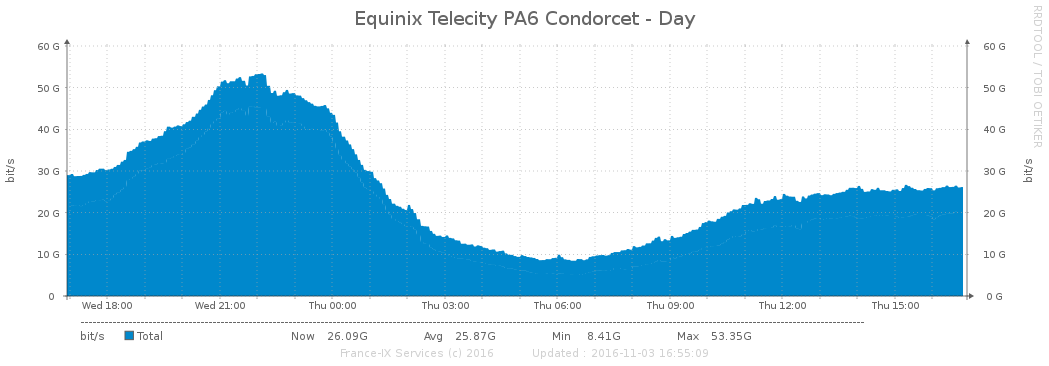 Equinix Telecity PA6 Condorcet - Day
RRDTOOL / TOBI OETIKER
60 G 60 G
50 G 50 G
40 G 40 G
30 G 30 G
20 G 20 G
10 G 10 G
0 0 G
bit/s
bit/s
Wed 18:00 Wed 21:00 Thu 00:00 Thu 03:00 Thu 06:00 Thu 09:00 Thu 12:00 Thu 15:00
bit/s Total Now 26.09G Avg 25.87G Min 8.41G Max 53.35G
France-IX Services (c) 2016 Updated : 2016-11-03 16:55:09